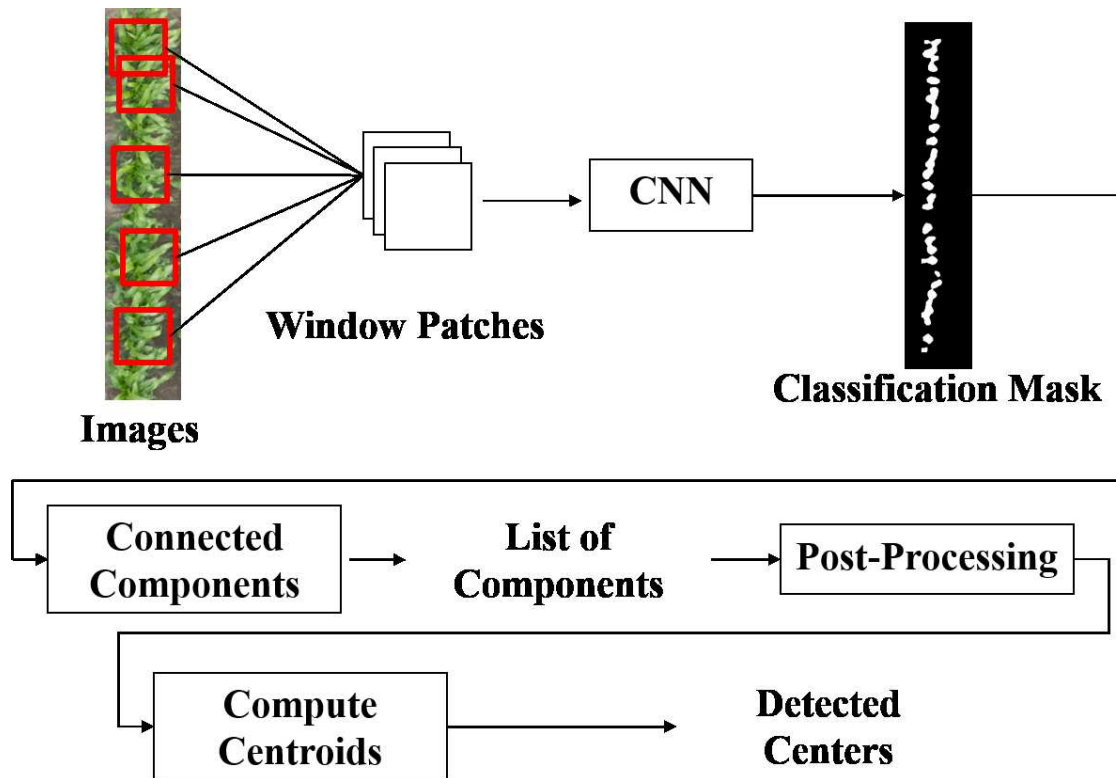 CNN
Window Patches
Classification Mask
Images
Connected
Components
List of
Components
Post-Processing
Compute
Centroids
Detected
Centers